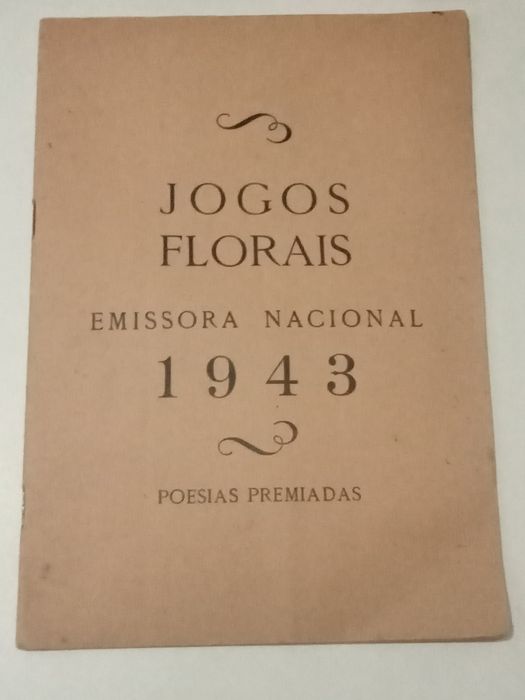 JOGOS
FLORAIS
EMISSORA NACIONAL
1943
POESIAS PREMIADAS